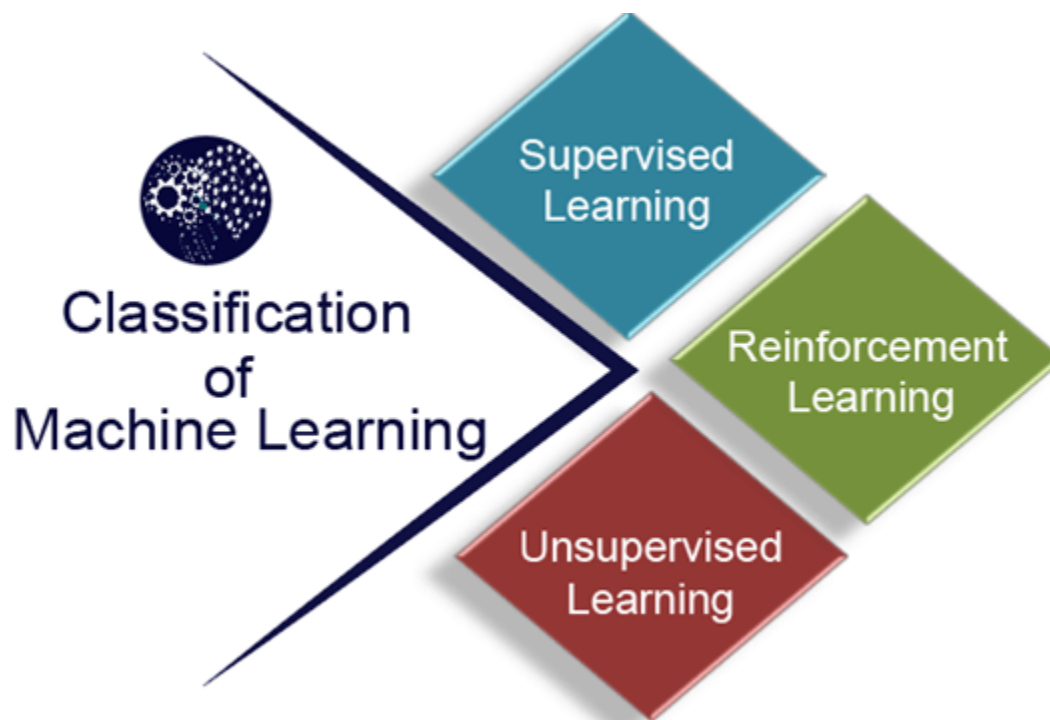 Classification
of
Machine Learning
Supervised
Learning
Reinforcement
Learning
Unsupervised
Learning